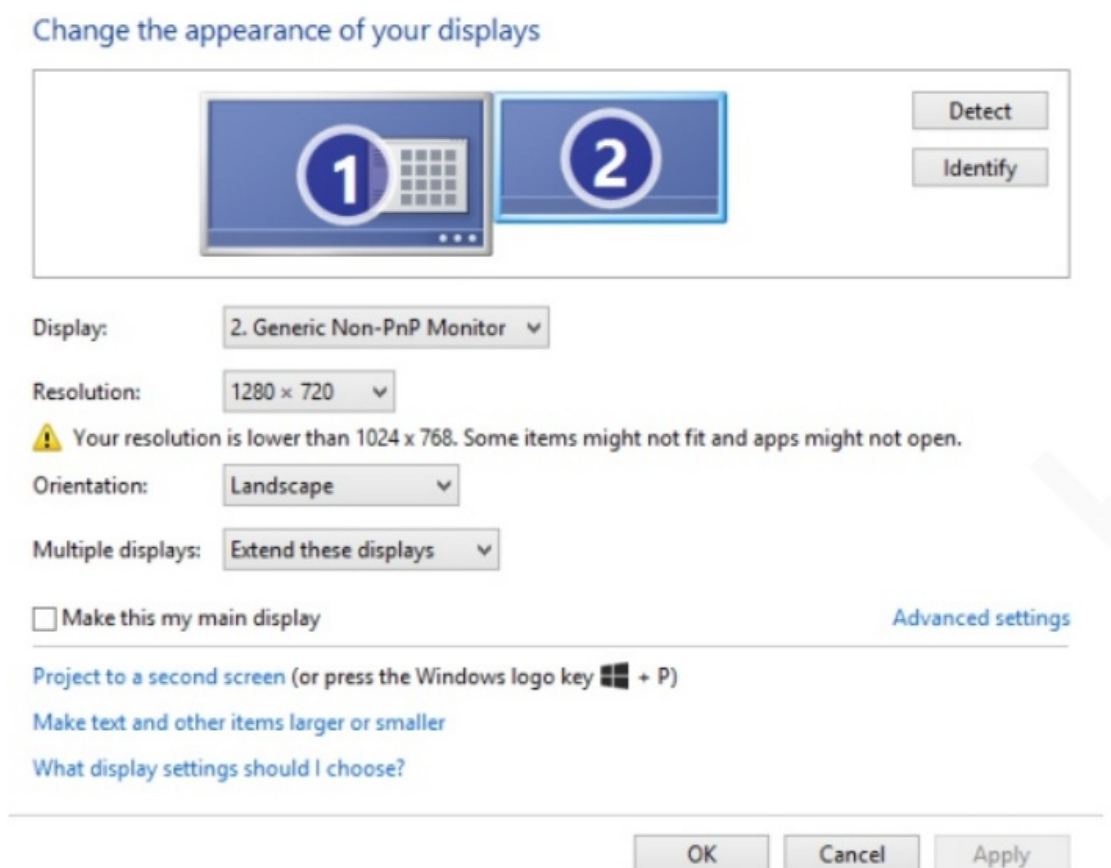 Change the appearance of your displays
1
2
Detect
Identify
Display: 2. Generic Non-PnP Monitor
Resolution: 1280 × 720
Your resolution is lower than 1024 x 768. Some items might not fit and apps might not open.
Orientation: Landscape
Multiple displays: Extend these displays
Make this my main display
Advanced settings
Project to a second screen (or press the Windows logo key + P)
Make text and other items larger or smaller
What display settings should I choose?
OK Cancel Apply